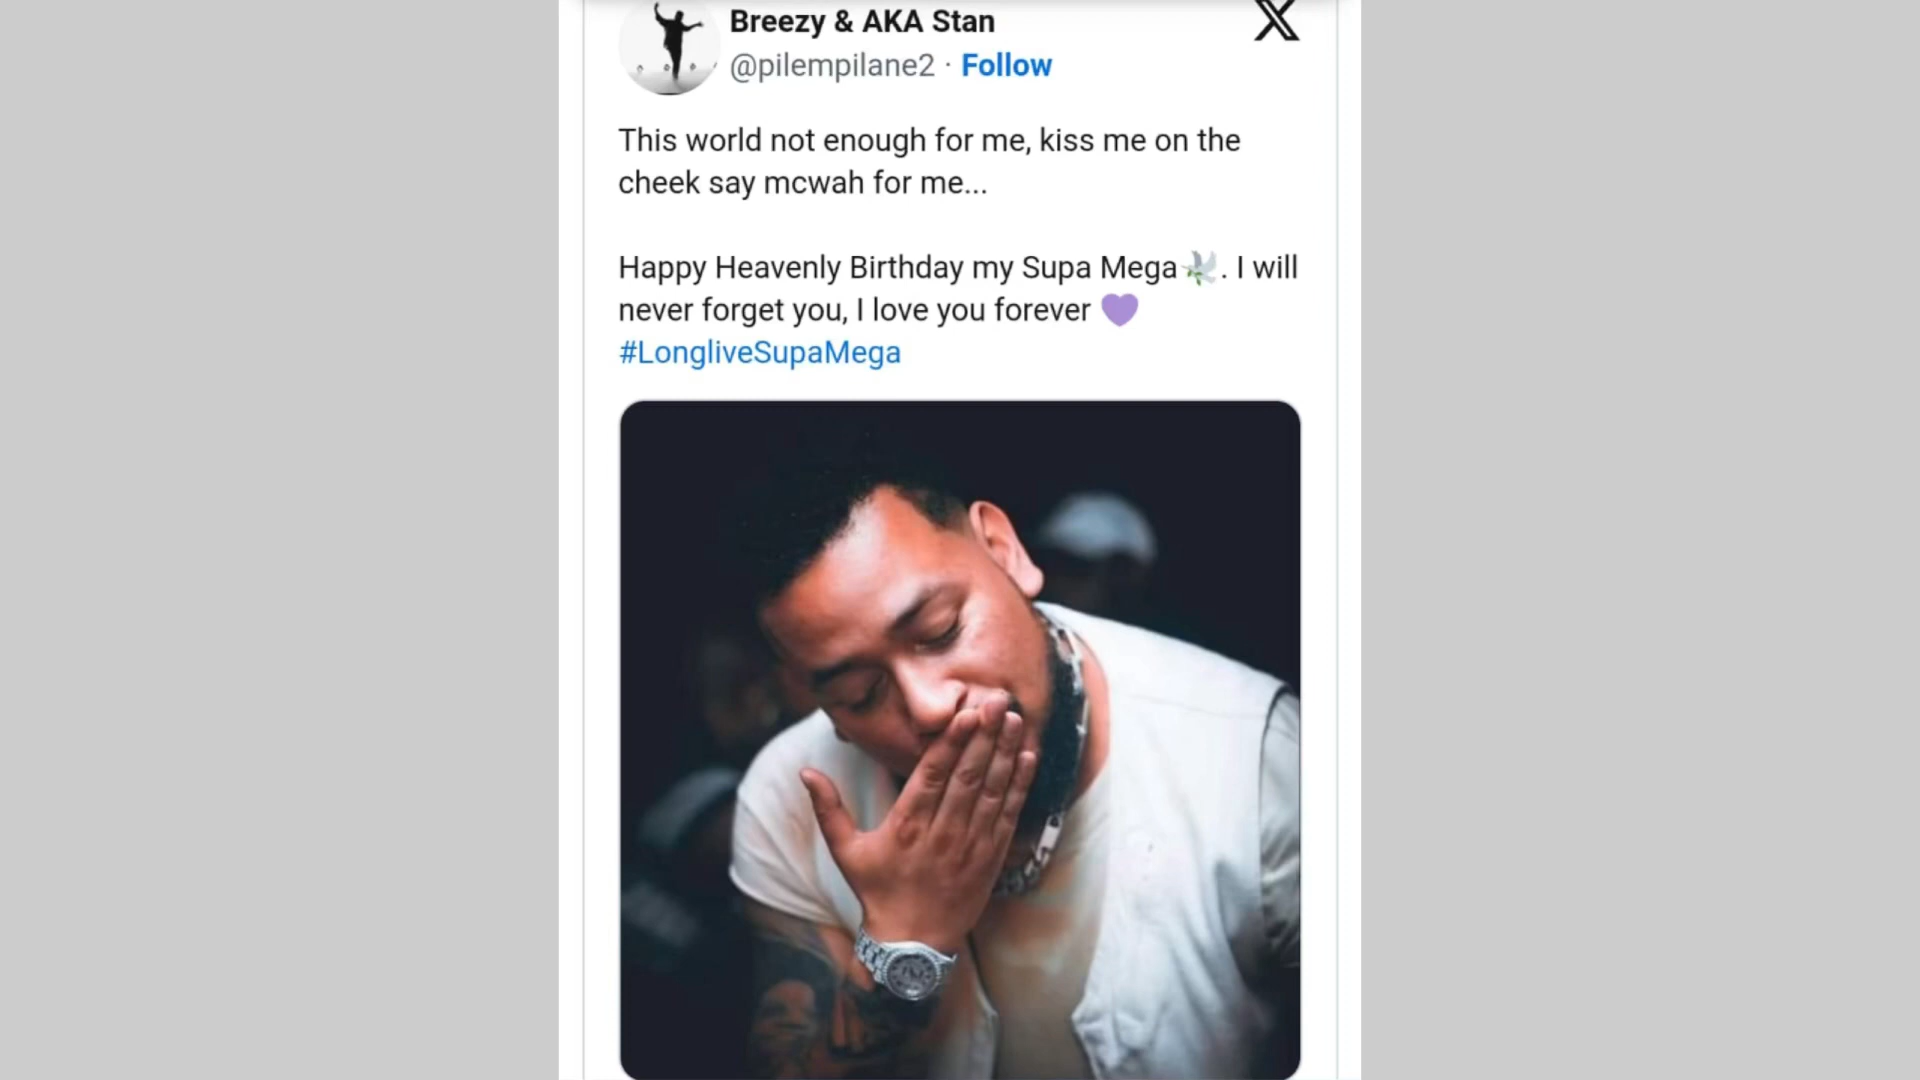 Breezy & AKA Stan
@pilempilane2 · Follow
This world not enough for me, kiss me on the
cheek say mcwah for me...
Happy Heavenly Birthday my Supa Mega🕊️. I will
never forget you, I love you forever 💜
#LongliveSupaMega